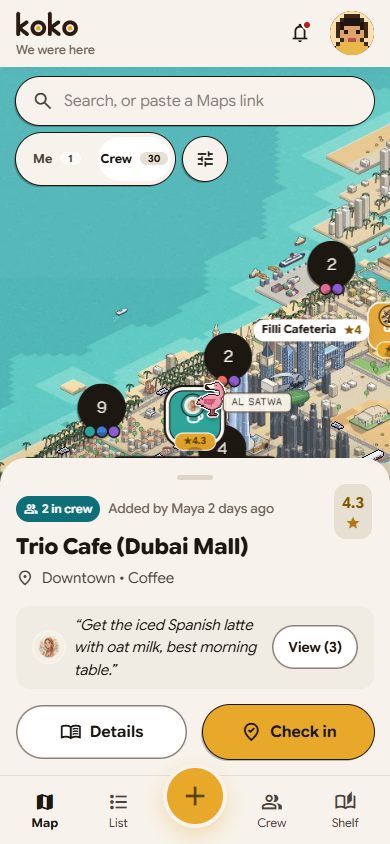 koko
We were here
Search, or paste a Maps link
Me 1 Crew 30
2
Filli Cafeteria ★4
2
AL SATWA
9
★4.3
4
2 in crew Added by Maya 2 days ago
4.3
★
Trio Cafe (Dubai Mall)
Downtown • Coffee
“Get the iced Spanish latte
with oat milk, best morning
table.”
View (3)
Details
Check in
Map
List
Crew
Shelf